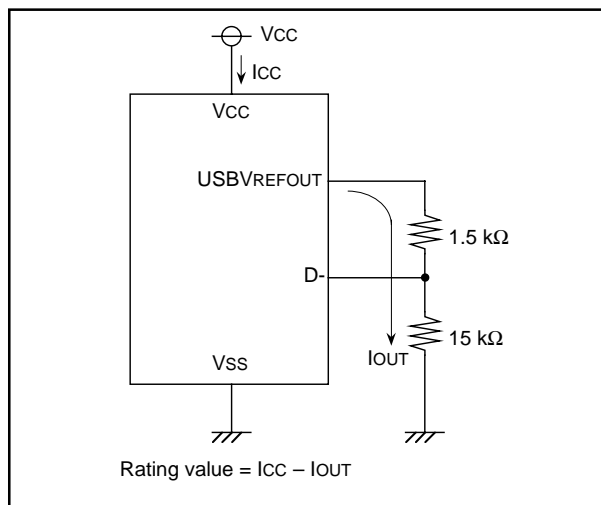 VCC
ICC
VCC
USBVREFOUT
1.5 kΩ
D-
15 kΩ
IOUT
VSS
Rating value = ICC – IOUT